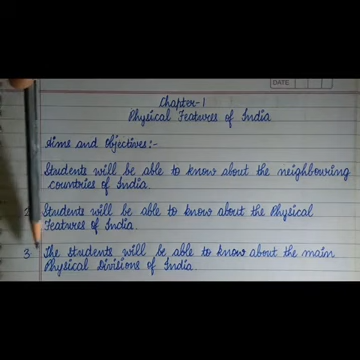 DATE
Chapter-1
Physical Features of India
Aims and Objectives:-
Students will be able to know about the neighbouring
countries of India.
2. Students will be able to know about the Physical
Features of India.
3. The Students will be able to know about the main
Physical Divisions of India.